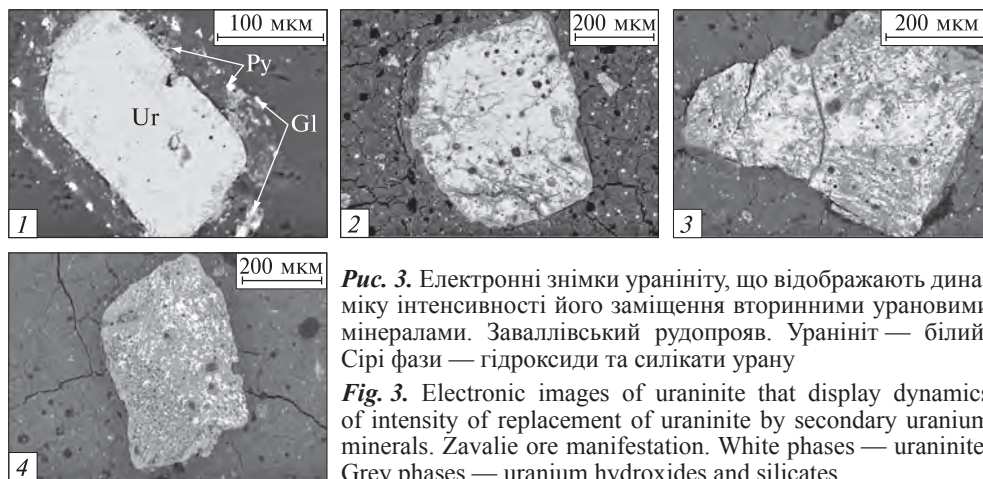 100 мкм
Py
Ur
Gl
1
200 мкм
2
200 мкм
3
200 мкм
4
Рис. 3. Електронні знімки уранініту, що відображають дина-
міку інтенсивності його заміщення вторинними урановими
мінералами. Заваллівський рудопрояв. Уранініт — білий
Сірі фази — гідроксиди та силікати урану
Fig. 3. Electronic images of uraninite that display dynamics
of intensity of replacement of uraninite by secondary uranium
minerals. Zavalie ore manifestation. White phases — uraninite
Grey phases — uranium hydroxides and silicates